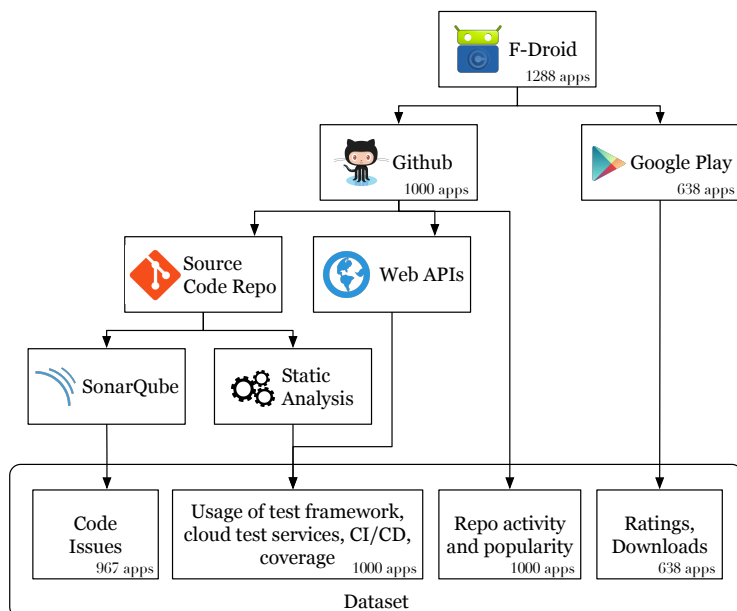 F-Droid
1288 apps
Github
1000 apps
Google Play
638 apps
Source
Code Repo
Web APIs
SonarQube
Static
Analysis
Code
Issues
967 apps
Usage of test framework,
cloud test services, CI/CD,
coverage
1000 apps
Repo activity
and popularity
1000 apps
Ratings,
Downloads
638 apps
Dataset